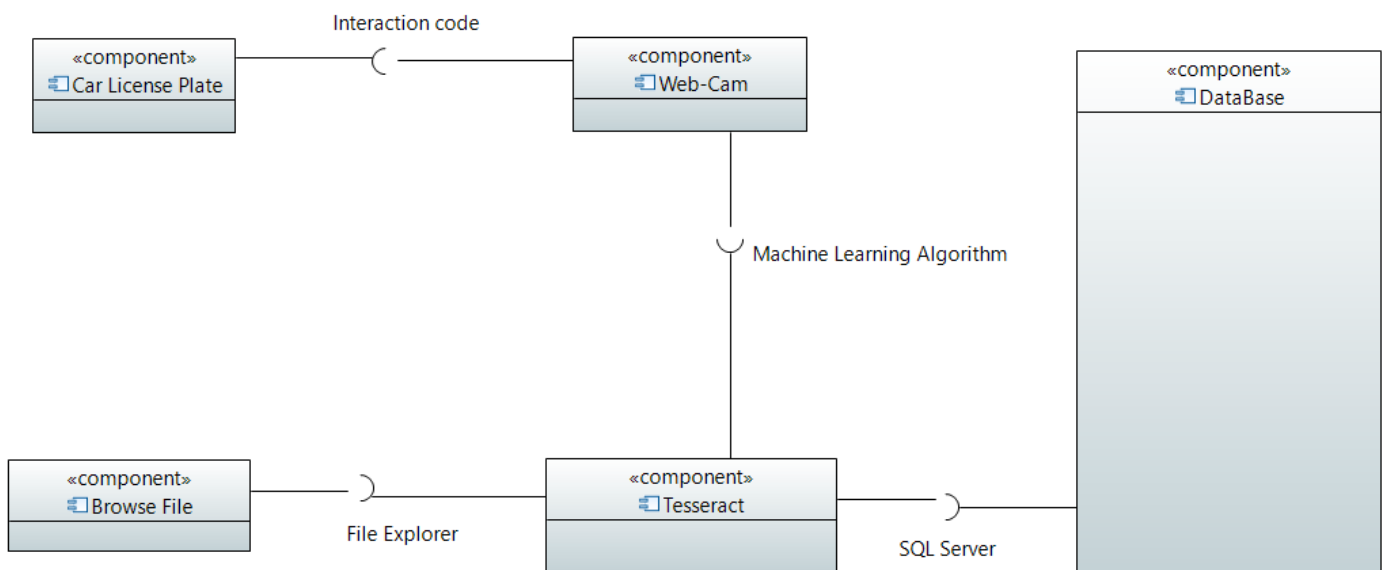 Interaction code
«component»
Car License Plate
«component»
Web-Cam
«component»
DataBase
Machine Learning Algorithm
«component»
Browse File
File Explorer
«component»
Tesseract
SQL Server